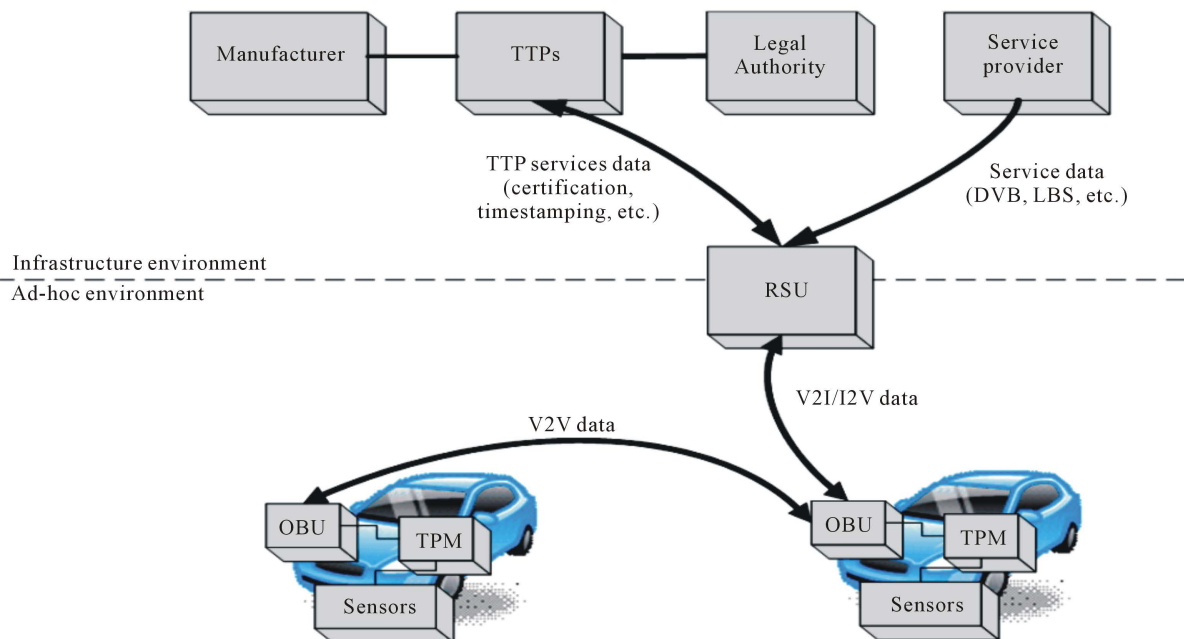 Manufacturer
TTPs
Legal
Authority
Service
provider
TTP services data
(certification,
timestamping, etc.)
Service data
(DVB, LBS, etc.)
Infrastructure environment
Ad-hoc environment
RSU
V2I/I2V data
V2V data
OBU
TPM
Sensors
OBU
TPM
Sensors